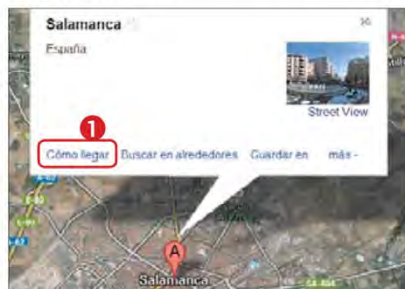 Salamanca
España
Street View
1
Cómo llegar Buscar en alrededores Guardar en más -
A
Salamanca